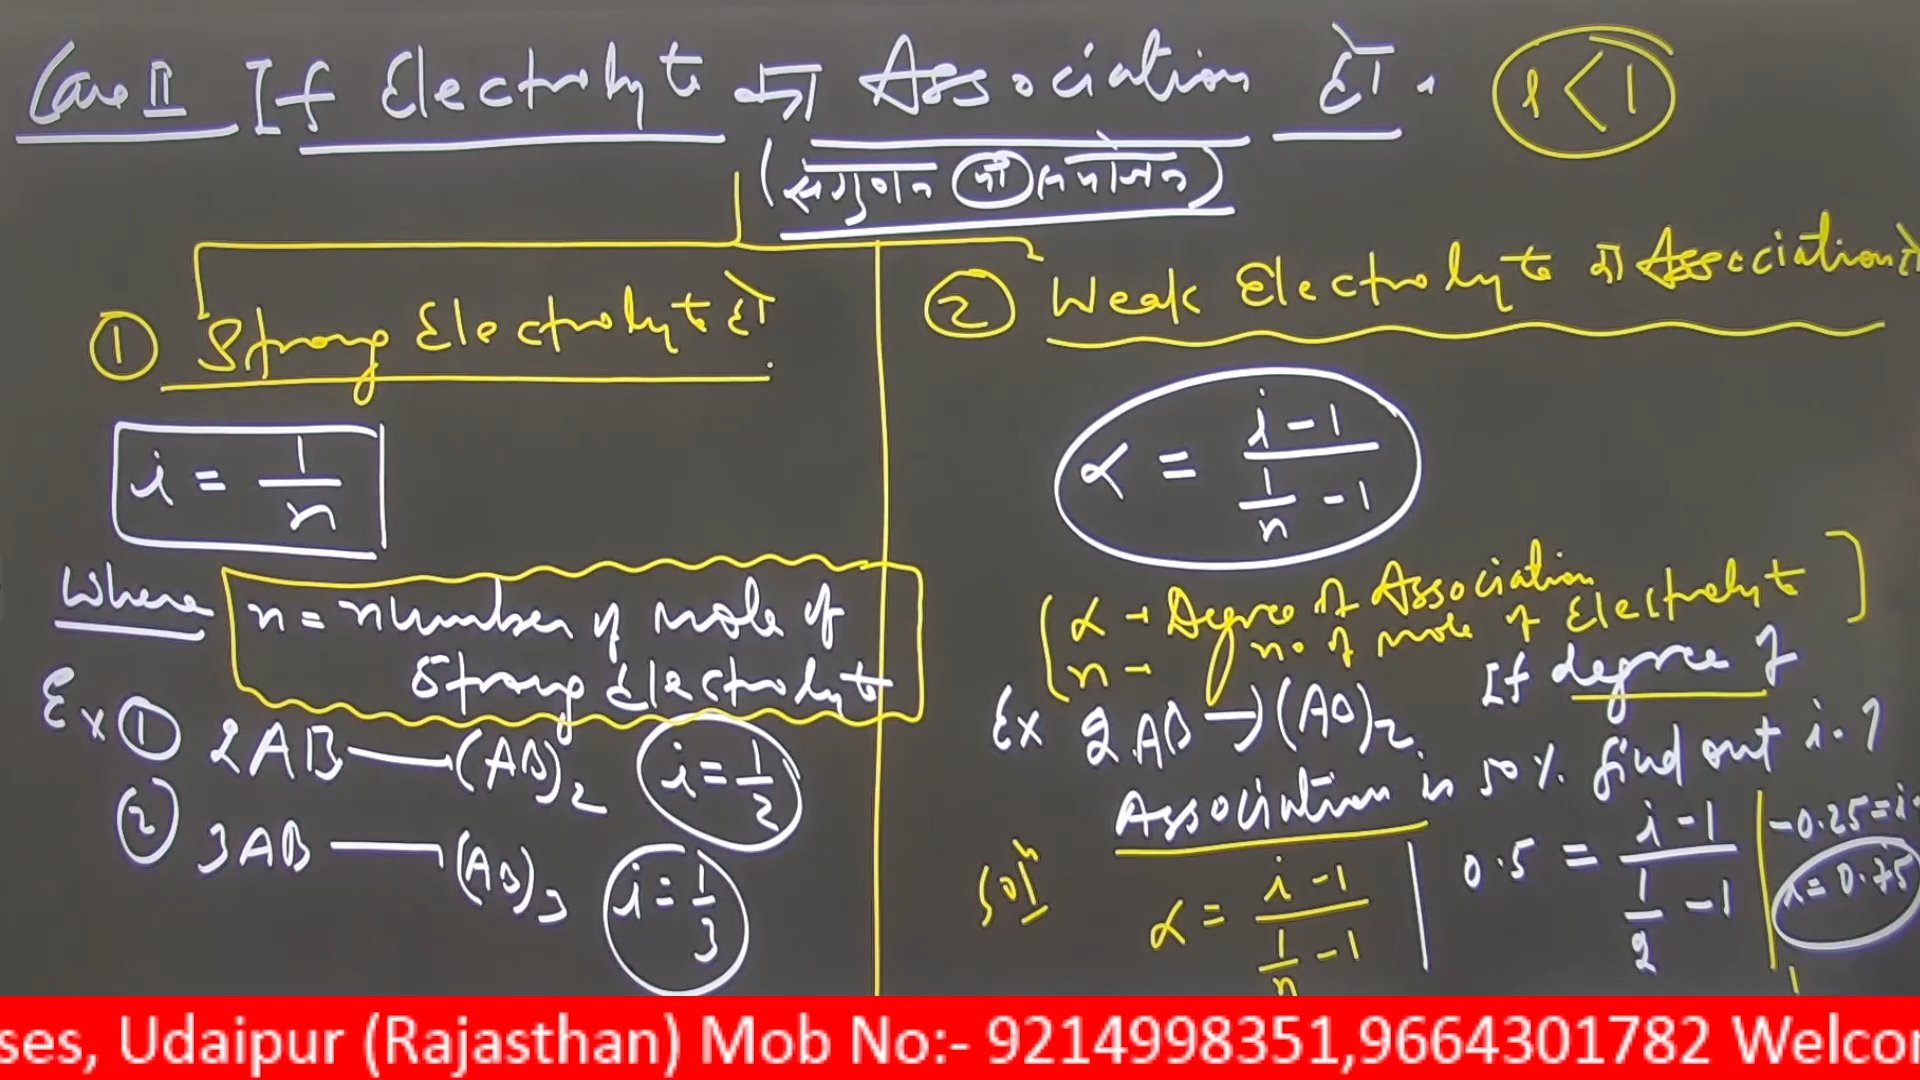 Case II If Electrolyte का Association हो. i < 1
(संगुणन या संयोजन)
① Strong Electrolyte हो.
i = 1/n
Where n = number of mole of
Strong Electrolyte
Ex ① 2AB — (AB)₂ i = 1/2
② 3AB — (AB)₃ i = 1/3
② Weak Electrolyte का Association हो
α = (i - 1)/(1/n - 1)
α → Degree of Association
n → no of mole of Electrolyte
Ex 2AB → (AB)₂. If degree of
Association is 50%. find out i. ?
Solⁿ α = (i - 1)/(1/n - 1) | 0.5 = (i - 1)/(1/2 - 1) | -0.25 = i-
i = 0.75
ses, Udaipur (Rajasthan) Mob No:- 9214998351,9664301782 Welcor